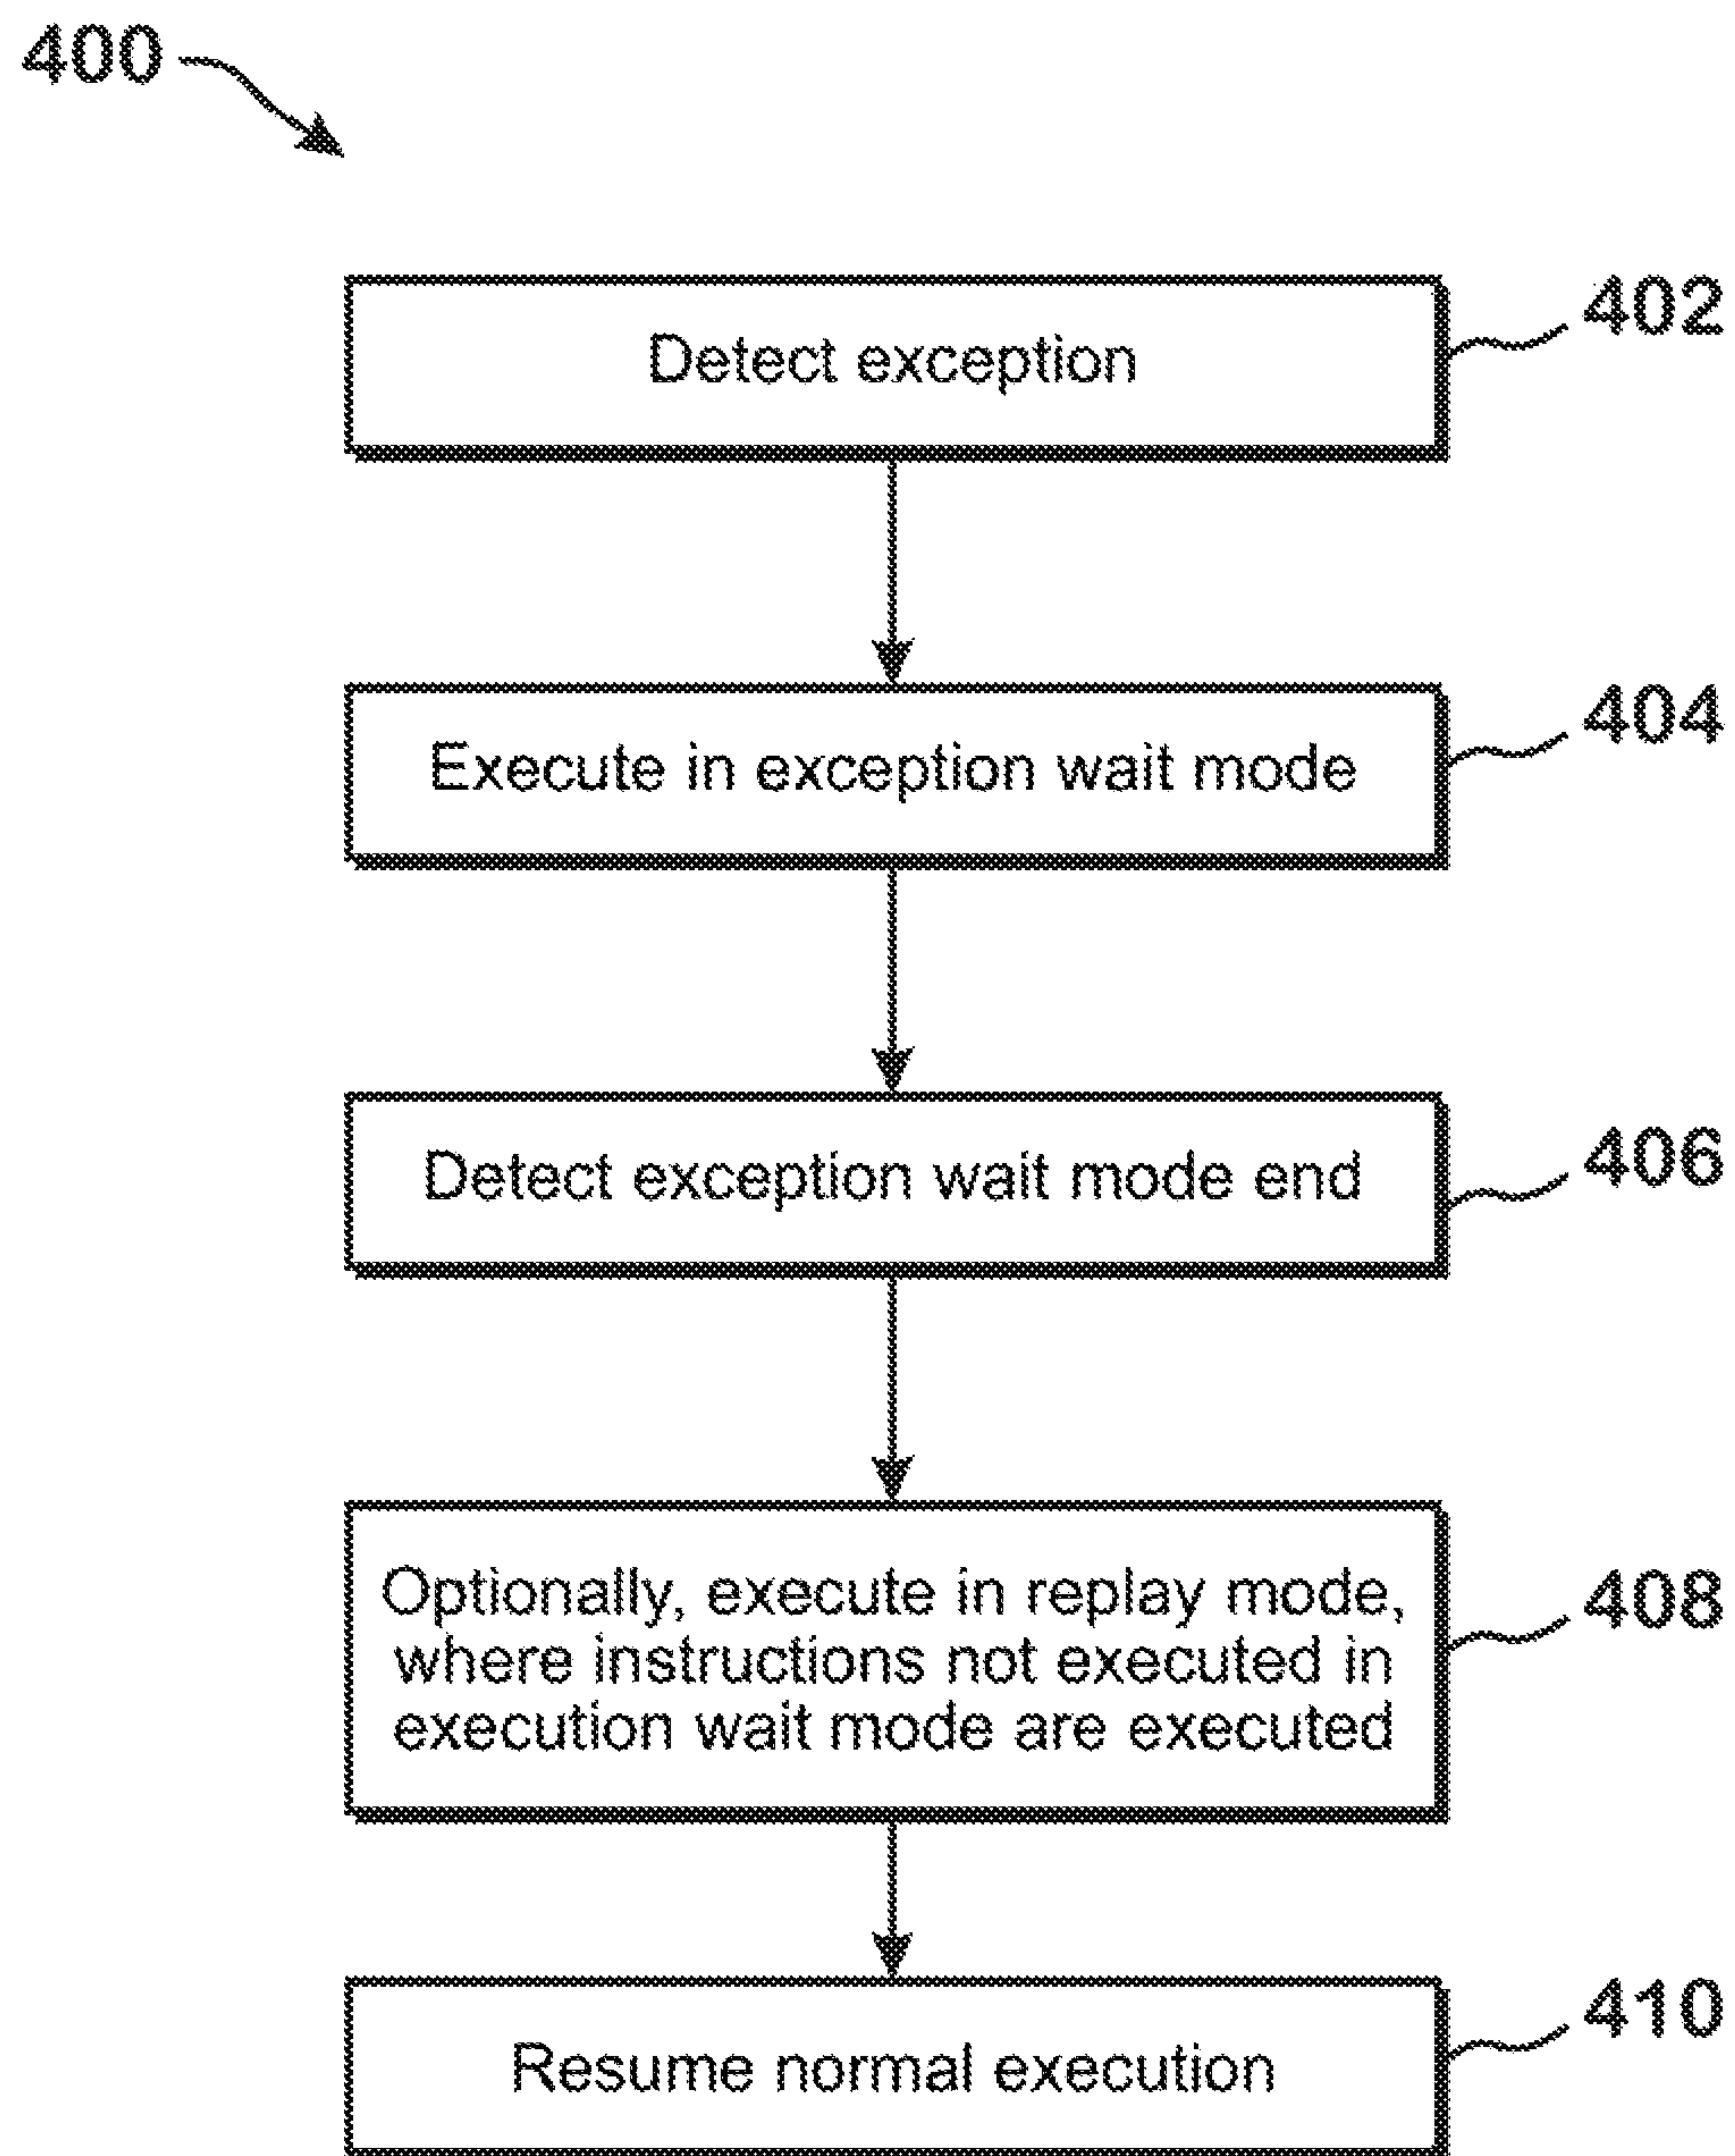 400
Detect exception
402
Execute in exception wait mode
404
Detect exception wait mode end
406
Optionally, execute in replay mode,
where instructions not executed in
execution wait mode are executed
408
Resume normal execution
410